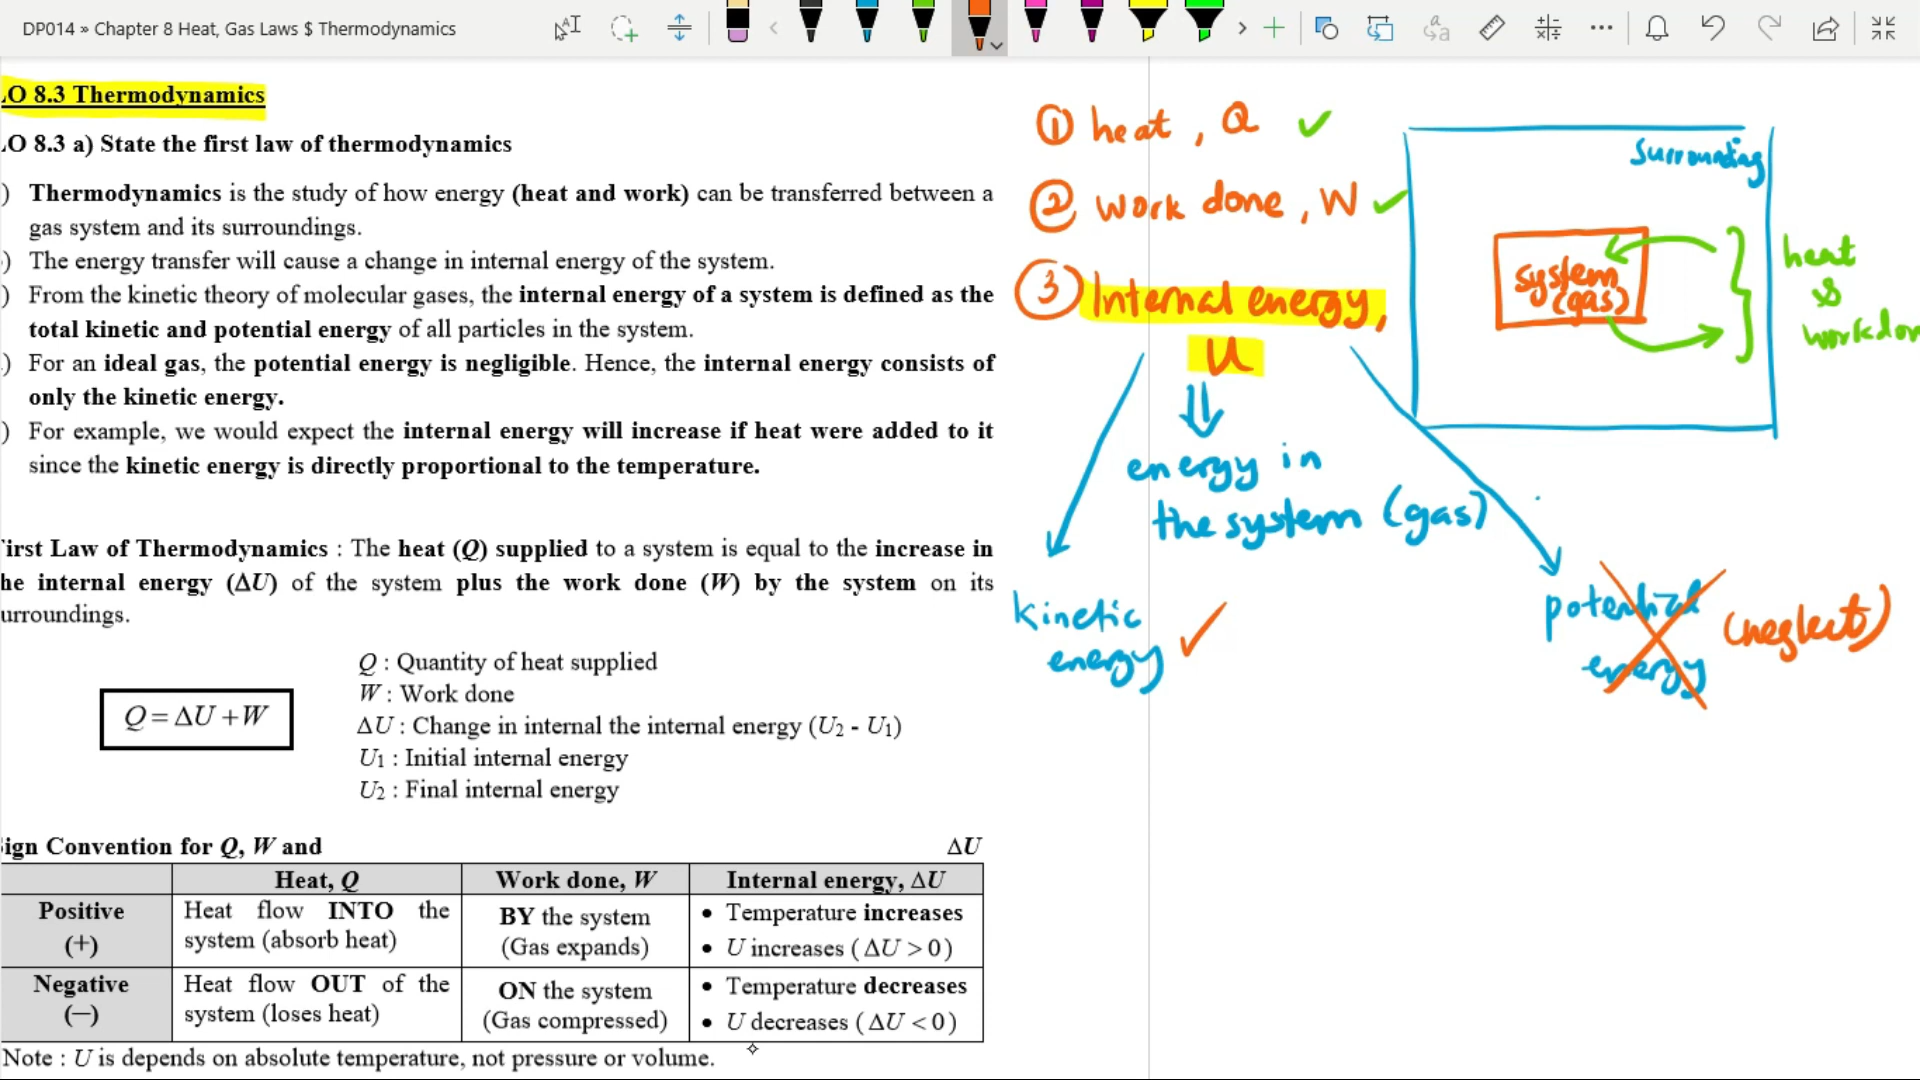 DP014 » Chapter 8 Heat, Gas Laws $ Thermodynamics
LO 8.3 Thermodynamics
LO 8.3 a) State the first law of thermodynamics
) Thermodynamics is the study of how energy (heat and work) can be transferred between a
gas system and its surroundings.
) The energy transfer will cause a change in internal energy of the system.
) From the kinetic theory of molecular gases, the internal energy of a system is defined as the
total kinetic and potential energy of all particles in the system.
) For an ideal gas, the potential energy is negligible. Hence, the internal energy consists of
only the kinetic energy.
) For example, we would expect the internal energy will increase if heat were added to it
since the kinetic energy is directly proportional to the temperature.
irst Law of Thermodynamics : The heat (Q) supplied to a system is equal to the increase in
he internal energy (ΔU) of the system plus the work done (W) by the system on its
urroundings.
Q = ΔU + W
Q : Quantity of heat supplied
W : Work done
ΔU : Change in internal the internal energy (U2 - U1)
U1 : Initial internal energy
U2 : Final internal energy
ign Convention for Q, W and ΔU
Heat, Q Work done, W Internal energy, ΔU
Positive (+)
Heat flow INTO the
system (absorb heat)
BY the system
(Gas expands)
• Temperature increases
• U increases ( ΔU > 0 )
Negative (–)
Heat flow OUT of the
system (loses heat)
ON the system
(Gas compressed)
• Temperature decreases
• U decreases ( ΔU < 0 )
Note : U is depends on absolute temperature, not pressure or volume.
① heat, Q ✓
② work done, W ✓
③ Internal energy,
U
energy in
the system (gas)
kinetic
energy ✓
potential
energy
(neglect)
Surrounding
system
(gas)
heat
&
workdon